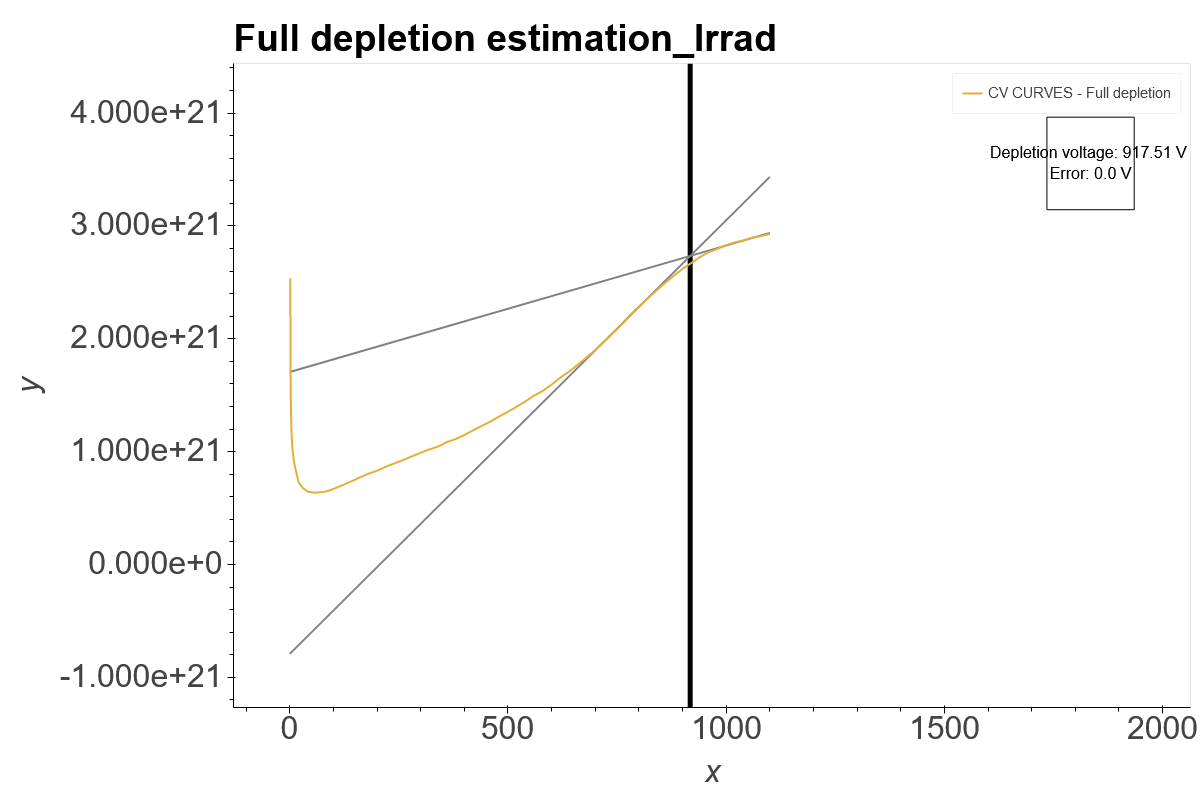 Full depletion estimation_Irrad
CV CURVES - Full depletion
Depletion voltage: 917.51 V
Error: 0.0 V
4.000e+21
3.000e+21
2.000e+21
1.000e+21
0.000e+0
-1.000e+21
y
0 500 1000 1500 2000
x